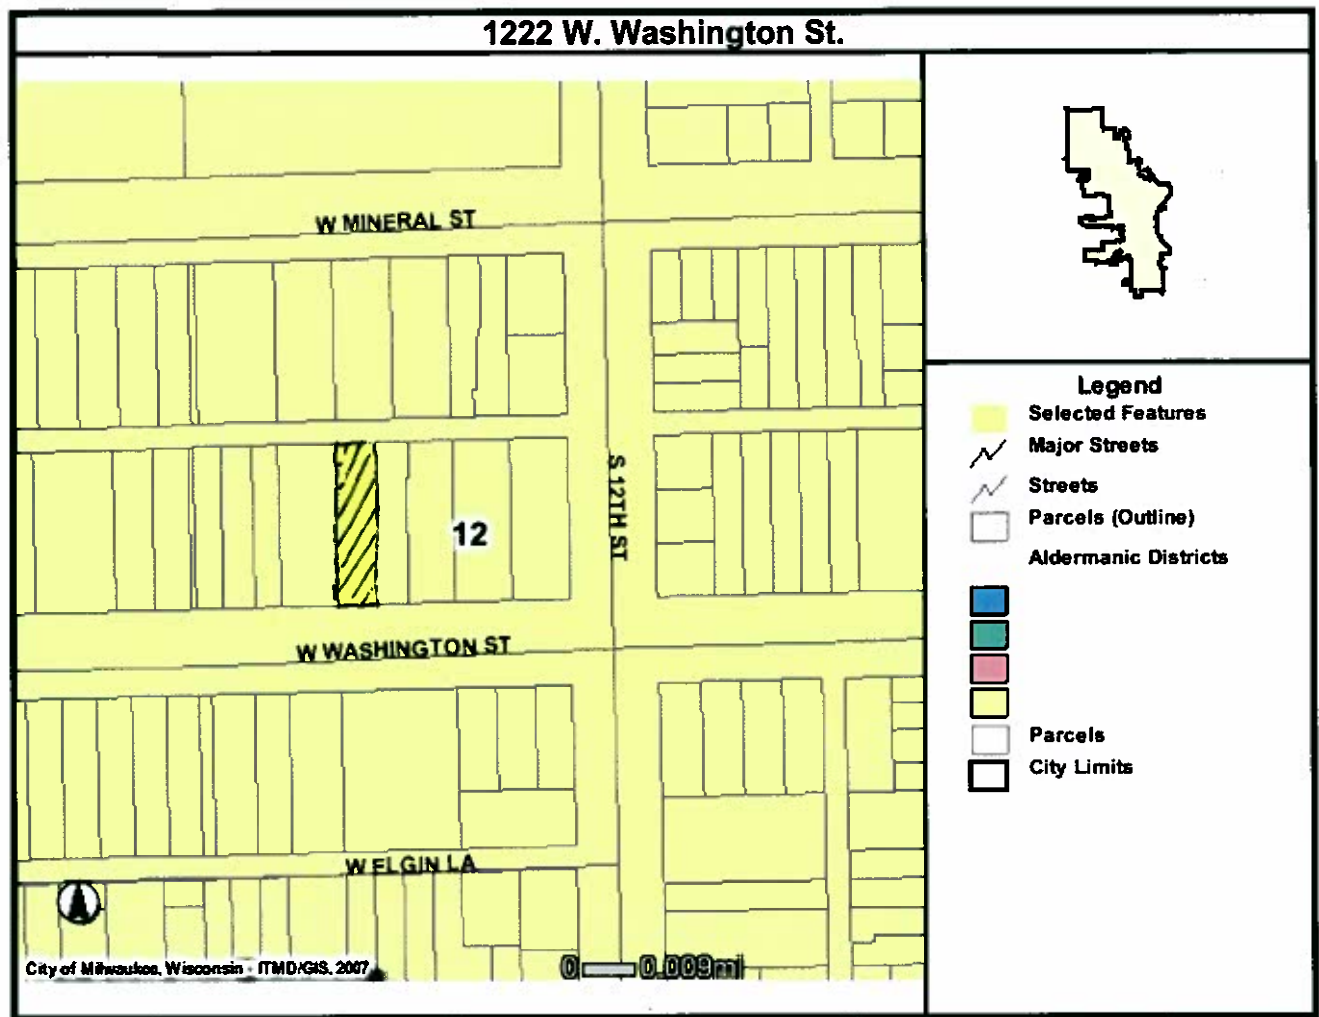 1222 W. Washington St.
W MINERAL ST
S 12TH ST
12
W WASHINGTON ST
W ELGIN LA
City of Milwaukee, Wisconsin - ITMD/GIS, 2007
0 0.009mi
Legend
Selected Features
Major Streets
Streets
Parcels (Outline)
Aldermanic Districts
Parcels
City Limits